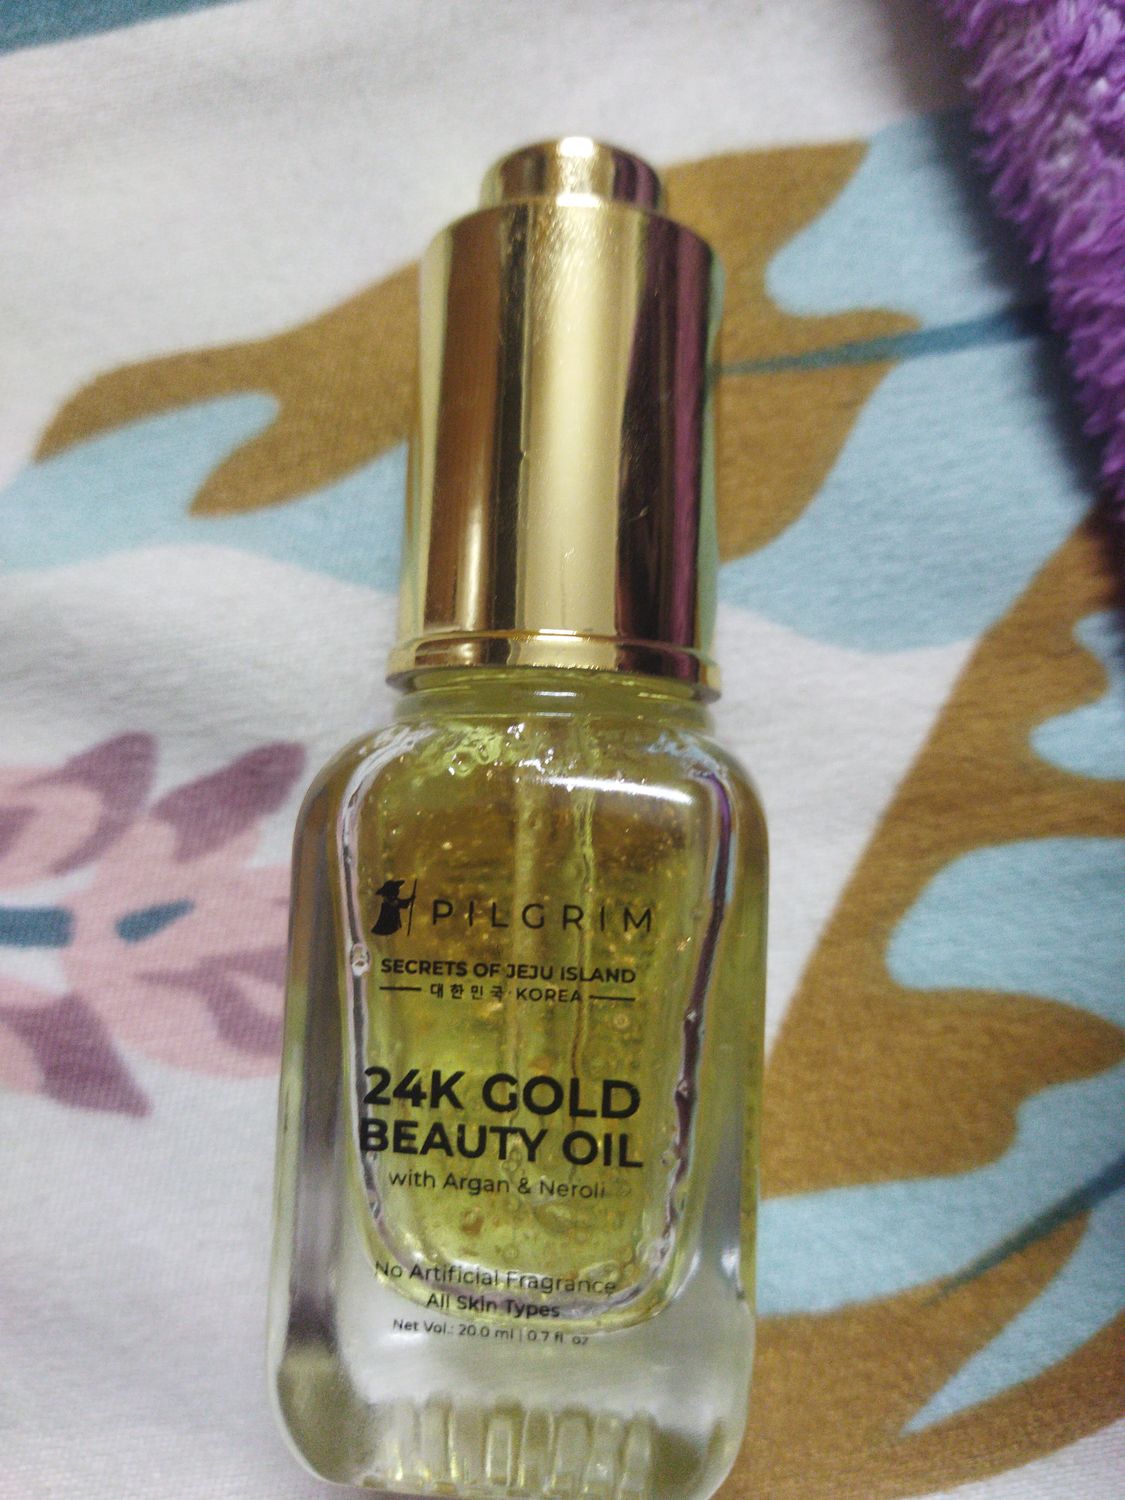 PILGRIM
SECRETS OF JEJU ISLAND
대한민국·KOREA
24K GOLD
BEAUTY OIL
with Argan & Neroli
No Artificial Fragrance
All Skin Types
Net Vol.: 20.0 ml | 0.7 fl oz